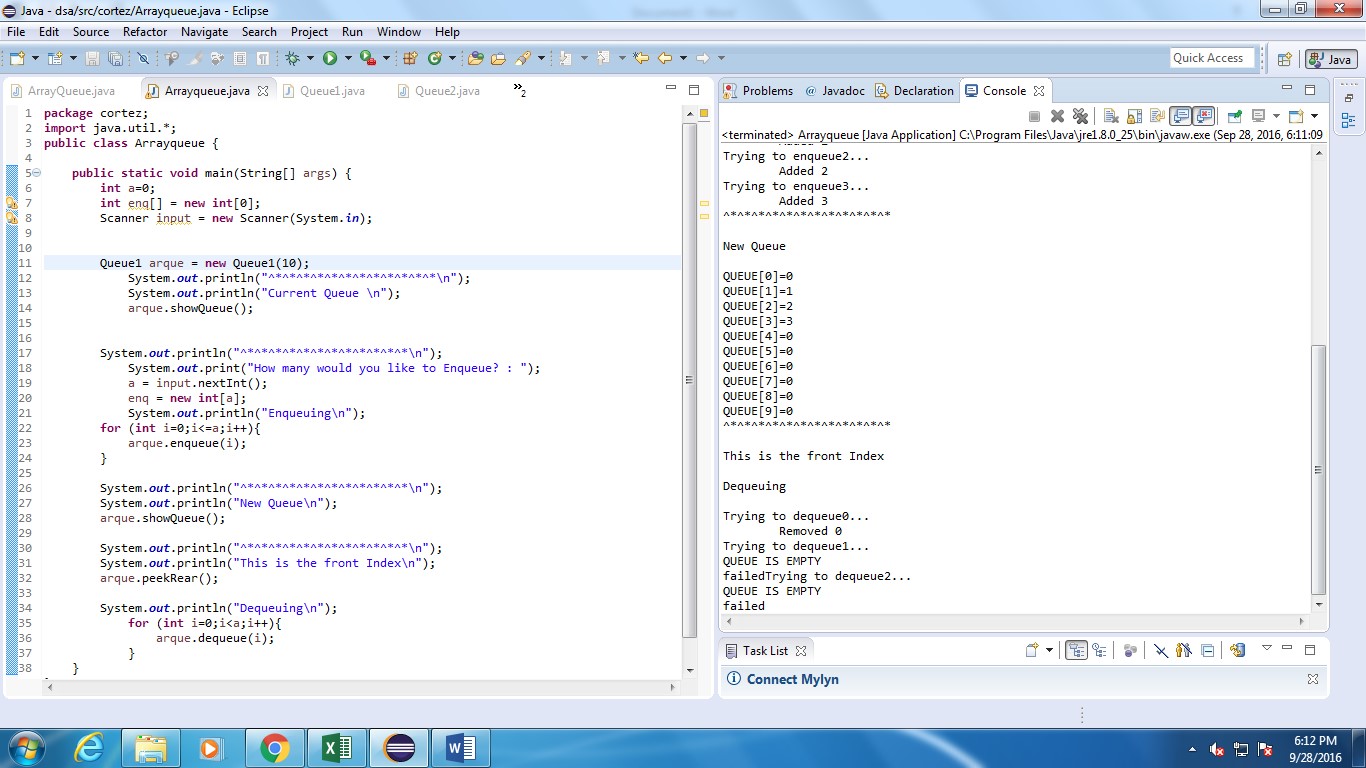 Java - dsa/src/cortez/Arrayqueue.java - Eclipse
File Edit Source Refactor Navigate Search Project Run Window Help
Quick Access
Java
ArrayQueue.java Arrayqueue.java Queue1.java Queue2.java »2
1 package cortez;
2 import java.util.*;
3 public class Arrayqueue {
4
5 public static void main(String[] args) {
6 int a=0;
7 int enq[] = new int[0];
8 Scanner input = new Scanner(System.in);
9
10
11 Queue1 arque = new Queue1(10);
12 System.out.println("^*^*^*^*^*^*^*^*^*^*^*^*\n");
13 System.out.println("Current Queue \n");
14 arque.showQueue();
15
16
17 System.out.println("^*^*^*^*^*^*^*^*^*^*^*^*\n");
18 System.out.print("How many would you like to Enqueue? : ");
19 a = input.nextInt();
20 enq = new int[a];
21 System.out.println("Enqueuing\n");
22 for (int i=0;i<=a;i++){
23 arque.enqueue(i);
24 }
25
26 System.out.println("^*^*^*^*^*^*^*^*^*^*^*^*\n");
27 System.out.println("New Queue\n");
28 arque.showQueue();
29
30 System.out.println("^*^*^*^*^*^*^*^*^*^*^*^*\n");
31 System.out.println("This is the front Index\n");
32 arque.peekRear();
33
34 System.out.println("Dequeuing\n");
35 for (int i=0;i<a;i++){
36 arque.dequeue(i);
37 }
38 }
Problems @ Javadoc Declaration Console
<terminated> Arrayqueue [Java Application] C:\Program Files\Java\jre1.8.0_25\bin\javaw.exe (Sep 28, 2016, 6:11:09
Trying to enqueue2...
Added 2
Trying to enqueue3...
Added 3
^*^*^*^*^*^*^*^*^*^*^*^*
New Queue
QUEUE[0]=0
QUEUE[1]=1
QUEUE[2]=2
QUEUE[3]=3
QUEUE[4]=0
QUEUE[5]=0
QUEUE[6]=0
QUEUE[7]=0
QUEUE[8]=0
QUEUE[9]=0
^*^*^*^*^*^*^*^*^*^*^*^*
This is the front Index
Dequeuing
Trying to dequeue0...
Removed 0
Trying to dequeue1...
QUEUE IS EMPTY
failedTrying to dequeue2...
QUEUE IS EMPTY
failed
Task List
Connect Mylyn
6:12 PM
9/28/2016